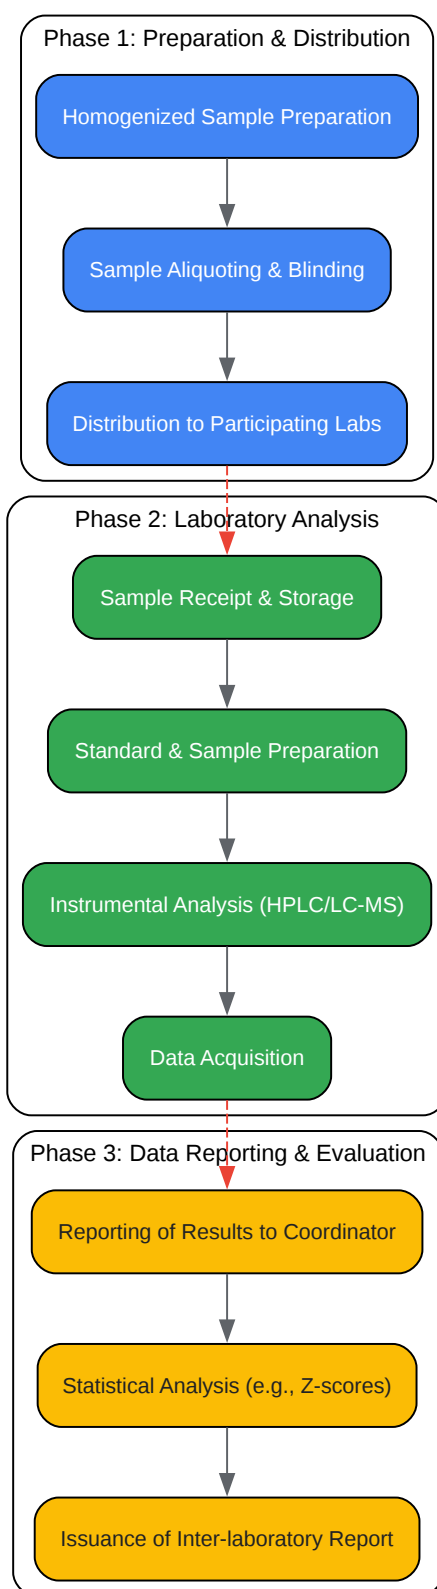 Phase 1: Preparation & Distribution
Homogenized Sample Preparation
Sample Aliquoting & Blinding
Distribution to Participating Labs
Phase 2: Laboratory Analysis
Sample Receipt & Storage
Standard & Sample Preparation
Instrumental Analysis (HPLC/LC-MS)
Data Acquisition
Phase 3: Data Reporting & Evaluation
Reporting of Results to Coordinator
Statistical Analysis (e.g., Z-scores)
Issuance of Inter-laboratory Report